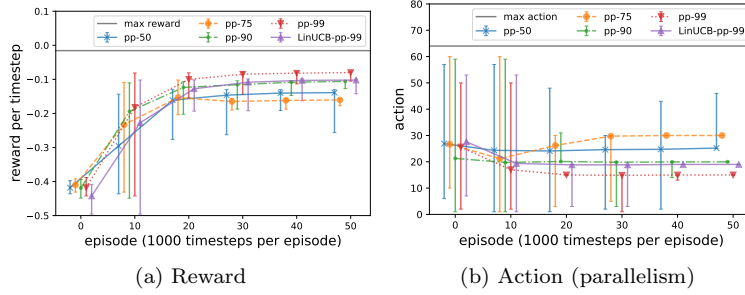 max reward
pp-50
pp-75
pp-90
pp-99
LinUCB-pp-99
0.1
0.0
−0.1
−0.2
−0.3
−0.4
−0.5
reward per timestep
0 10 20 30 40 50
episode (1000 timesteps per episode)
(a) Reward
max action
pp-50
pp-75
pp-90
pp-99
LinUCB-pp-99
80
70
60
50
40
30
20
10
0
action
0 10 20 30 40 50
episode (1000 timesteps per episode)
(b) Action (parallelism)